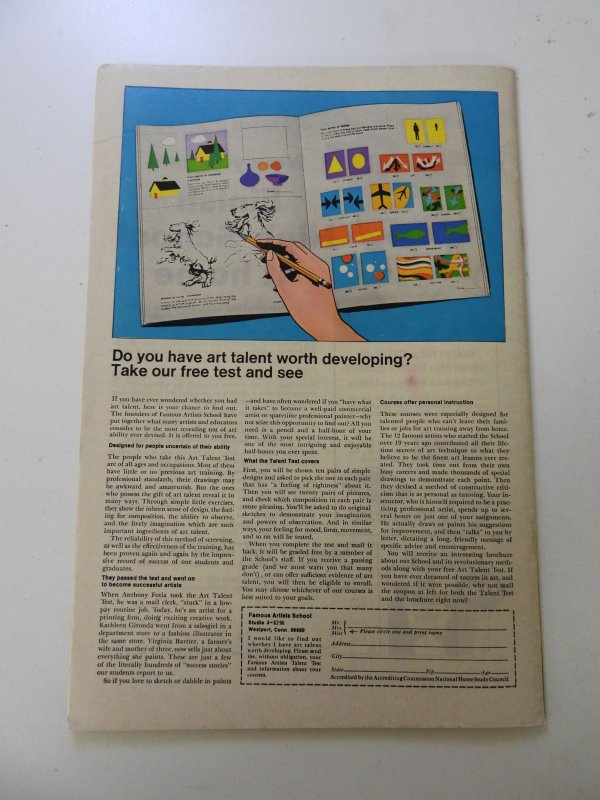 Do you have art talent worth developing?
Take our free test and see
If you have ever wondered whether you had
art talent, here is your chance to find out.
The founders of Famous Artists School have
put together what many artists and educators
consider to be the most revealing test of art
ability ever devised. It is offered to you free.
Designed for people uncertain of their ability
The people who take this Art Talent Test
are of all ages and occupations. Most of them
have little or no previous art training. By
professional standards, their drawings may
be awkward and amateurish. But the ones
who possess the gift of art talent reveal it in
many ways. Through simple little exercises,
they show the inborn sense of design, the feel-
ing for composition, the ability to observe,
and the lively imagination which are such
important ingredients of art talent.
The reliability of this method of screening,
as well as the effectiveness of the training, has
been proven again and again by the impres-
sive record of success of our students and
graduates.
They passed the test and went on
to become successful artists
When Anthony Fotia took the Art Talent
Test, he was a mail clerk, "stuck" in a low-
pay routine job. Today, he's an artist for a
printing firm, doing exciting creative work.
Kathleen Gironda went from a salesgirl in a
department store to a fashion illustrator in
the same store. Virginia Bartter, a farmer's
wife and mother of three, now sells just about
everything she paints. These are just a few
of the literally hundreds of "success stories"
our students report to us.
So if you love to sketch or dabble in paints
—and have often wondered if you "have what
it takes" to become a well-paid commercial
artist or sparetime professional painter—why
not seize this opportunity to find out? All you
need is a pencil and a half-hour of your
time. With your special interest, it will be
one of the most intriguing and enjoyable
half-hours you ever spent.
What the Talent Test covers
First, you will be shown ten pairs of simple
designs and asked to pick the one in each pair
that has "a feeling of rightness" about it.
Then you will see twenty pairs of pictures,
and check which composition in each pair is
more pleasing. You'll be asked to do original
sketches to demonstrate your imagination
and powers of observation. And in similar
ways, your feeling for mood, form, movement,
and so on will be tested.
When you complete the test and mail it
back, it will be graded free by a member of
the School's staff. If you receive a passing
grade (and we must warn you that many
don't), or can offer sufficient evidence of art
talent, you will then be eligible to enroll.
You may choose whichever of our courses is
best suited to your goals.
Courses offer personal instruction
These courses were especially designed for
talented people who can't leave their fami-
lies or jobs for art training away from home.
The 12 famous artists who started the School
over 19 years ago contributed all their life-
time secrets of art technique to what they
believe to be the finest art lessons ever cre-
ated. They took time out from their own
busy careers and made thousands of special
drawings to demonstrate each point. Then
they devised a method of constructive criti-
cism that is as personal as tutoring. Your in-
structor, who is himself required to be a prac-
ticing professional artist, spends up to sev-
eral hours on just one of your assignments.
He actually draws or paints his suggestions
for improvement, and then "talks" to you by
letter, dictating a long, friendly message of
specific advice and encouragement.
You will receive an interesting brochure
about our School and its revolutionary meth-
ods along with your free Art Talent Test. If
you have ever dreamed of success in art, and
wondered if it were possible, why not mail
the coupon at left for both the Talent Test
and the brochure right now?
Famous Artists School
Westport, Conn. 06880
I would like to find out
whether I have art talent
worth developing. Please send
me, without obligation, your
Famous Artists Talent Test
and information about your
courses.
Mr.
Mrs.
Miss
Please circle one and print name
Address
City
State Zip Age
Accredited by the Accrediting Commission National Home Study Council